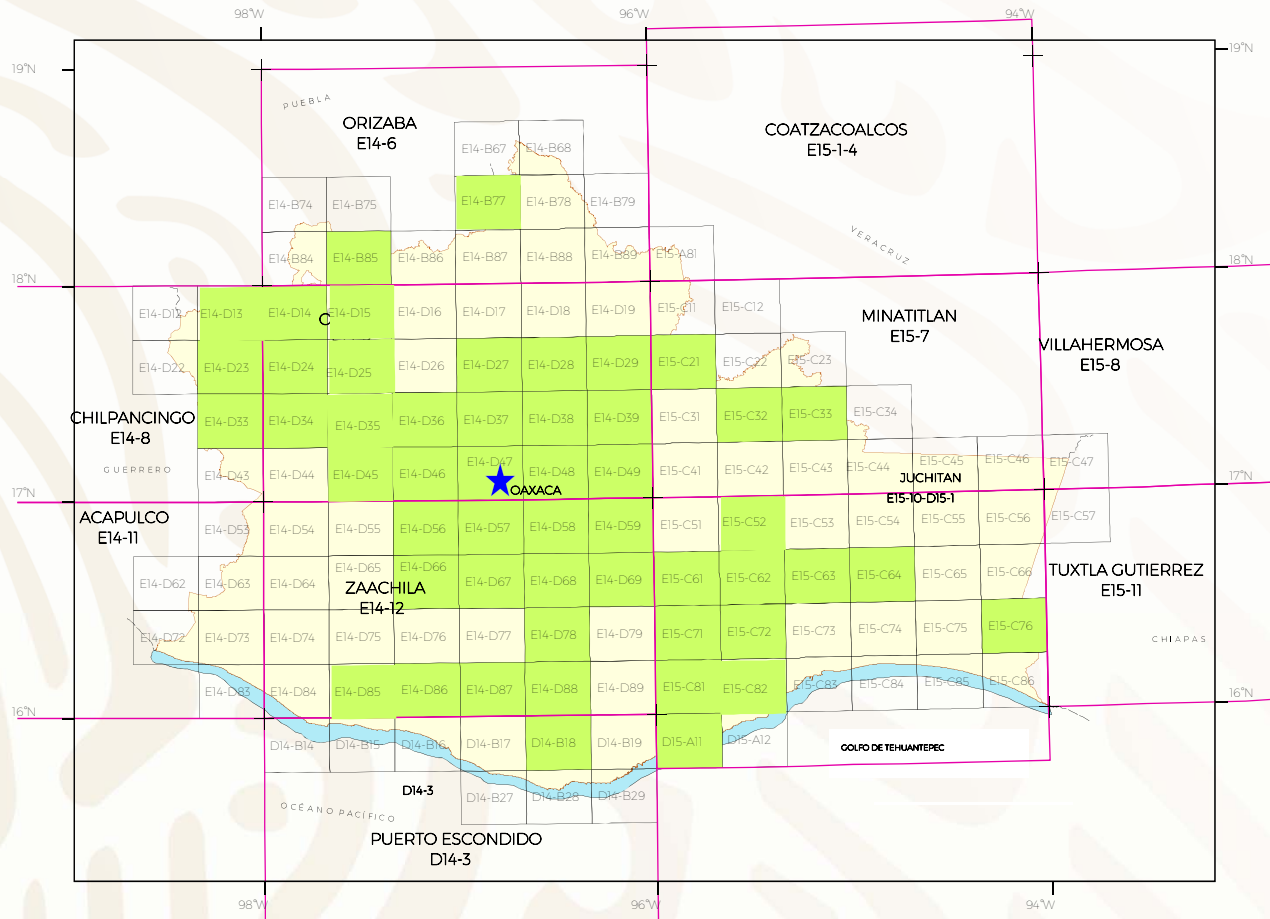 98°W
96°W
94°W
19°N
19°N
PUEBLA
ORIZABA
E14-6
COATZACOALCOS
E15-1-4
E14-B67
E14-B68
E14-B74
E14-B75
E14-B77
E14-B78
E14-B79
VERACRUZ
E14-B84
E14-B85
E14-B86
E14-B87
E14-B88
E14-B89
E15-A81
18°N
18°N
E14-D12
E14-D13
E14-D14
E14-D15
E14-D16
E14-D17
E14-D18
E14-D19
E15-C11
E15-C12
C
MINATITLAN
E15-7
VILLAHERMOSA
E15-8
E14-D22
E14-D23
E14-D24
E14-D25
E14-D26
E14-D27
E14-D28
E14-D29
E15-C21
E15-C22
E15-C23
CHILPANCINGO
E14-8
E14-D33
E14-D34
E14-D35
E14-D36
E14-D37
E14-D38
E14-D39
E15-C31
E15-C32
E15-C33
E15-C34
GUERRERO
E14-D43
E14-D44
E14-D45
E14-D46
E14-D47
E14-D48
E14-D49
E15-C41
E15-C42
E15-C43
E15-C44
E15-C45
E15-C46
E15-C47
OAXACA
JUCHITAN
E15-10-D15-1
17°N
17°N
ACAPULCO
E14-11
E14-D53
E14-D54
E14-D55
E14-D56
E14-D57
E14-D58
E14-D59
E15-C51
E15-C52
E15-C53
E15-C54
E15-C55
E15-C56
E15-C57
E14-D62
E14-D63
E14-D64
E14-D65
E14-D66
E14-D67
E14-D68
E14-D69
E15-C61
E15-C62
E15-C63
E15-C64
E15-C65
E15-C66
ZAACHILA
E14-12
TUXTLA GUTIERREZ
E15-11
E14-D72
E14-D73
E14-D74
E14-D75
E14-D76
E14-D77
E14-D78
E14-D79
E15-C71
E15-C72
E15-C73
E15-C74
E15-C75
E15-C76
CHIAPAS
E14-D83
E14-D84
E14-D85
E14-D86
E14-D87
E14-D88
E14-D89
E15-C81
E15-C82
E15-C83
E15-C84
E15-C85
E15-C86
16°N
16°N
D14-B14
D14-B15
D14-B16
D14-B17
D14-B18
D14-B19
D15-A11
D15-A12
GOLFO DE TEHUANTEPEC
D14-3
D14-B27
D14-B28
D14-B29
OCÉANO PACÍFICO
PUERTO ESCONDIDO
D14-3
98°W
96°W
94°W